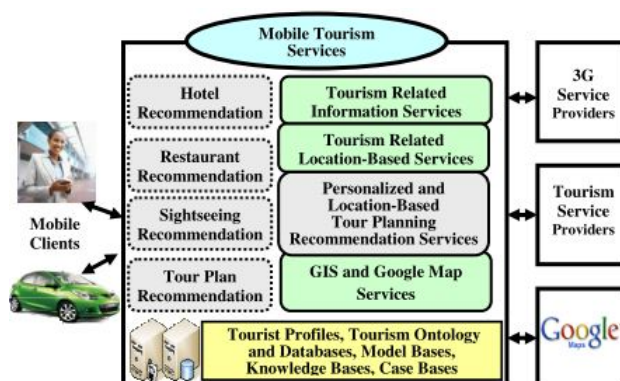 Mobile Tourism
Services
Hotel
Recommendation
Restaurant
Recommendation
Sightseeing
Recommendation
Tour Plan
Recommendation
Tourism Related
Information Services
Tourism Related
Location-Based Services
Personalized and
Location-Based
Tour Planning
Recommendation Services
GIS and Google Map
Services
Tourist Profiles, Tourism Ontology
and Databases, Model Bases,
Knowledge Bases, Case Bases
Mobile
Clients
3G
Service
Providers
Tourism
Service
Providers
Google
Maps